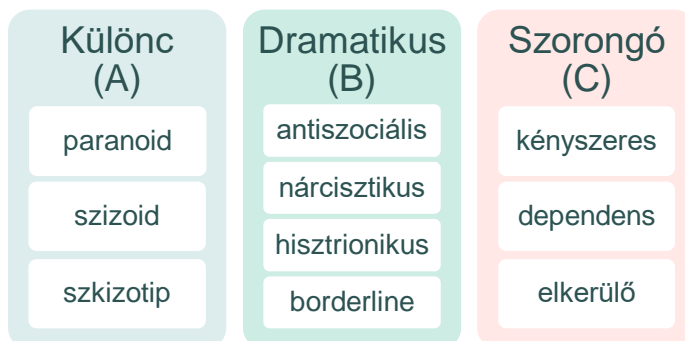 Különc
(A)
paranoid
szizoid
szkizotip
Dramatikus
(B)
antiszociális
nárcisztikus
hisztrionikus
borderline
Szorongó
(C)
kényszeres
dependens
elkerülő